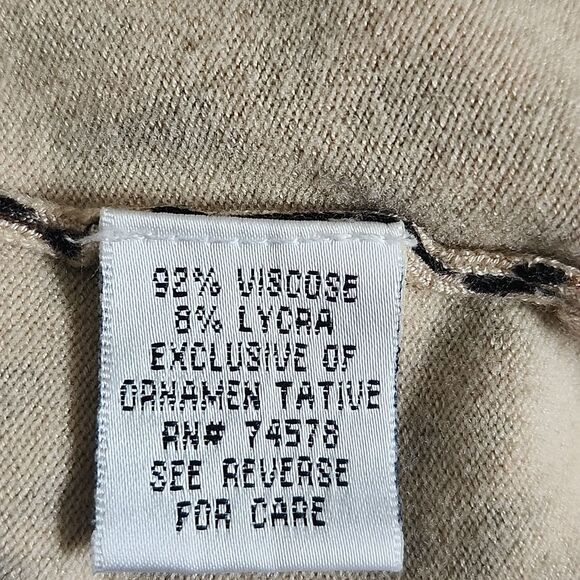 92% VISCOSE
8% LYCRA
EXCLUSIVE OF
ORNAMEN TATIVE
RN# 74578
SEE REVERSE
FOR CARE